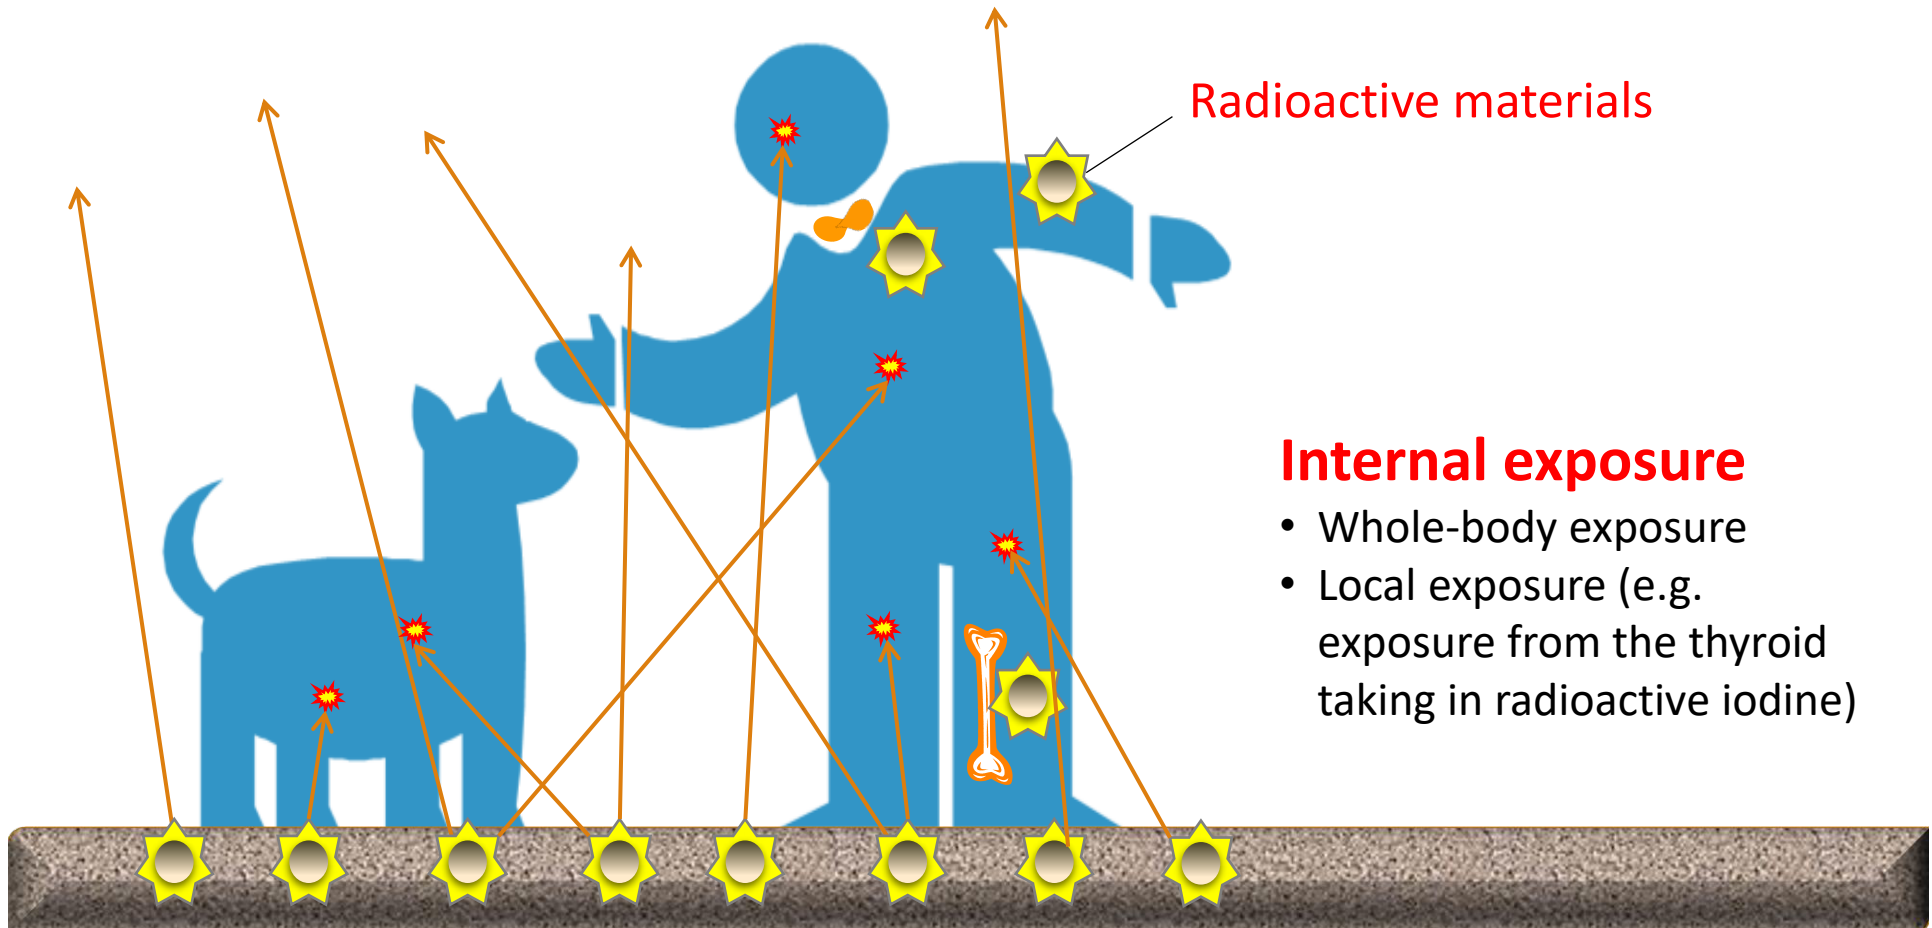 Radioactive materials
Internal exposure
• Whole-body exposure
• Local exposure (e.g.
exposure from the thyroid
taking in radioactive iodine)